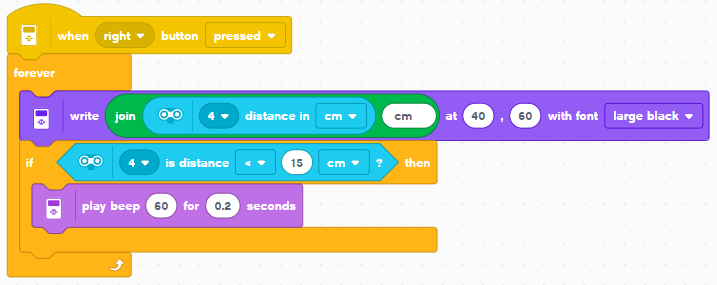 when right button pressed
forever
write join 4 distance in cm cm at 40 , 60 with font large black
if 4 is distance < 15 cm ? then
play beep 60 for 0.2 seconds